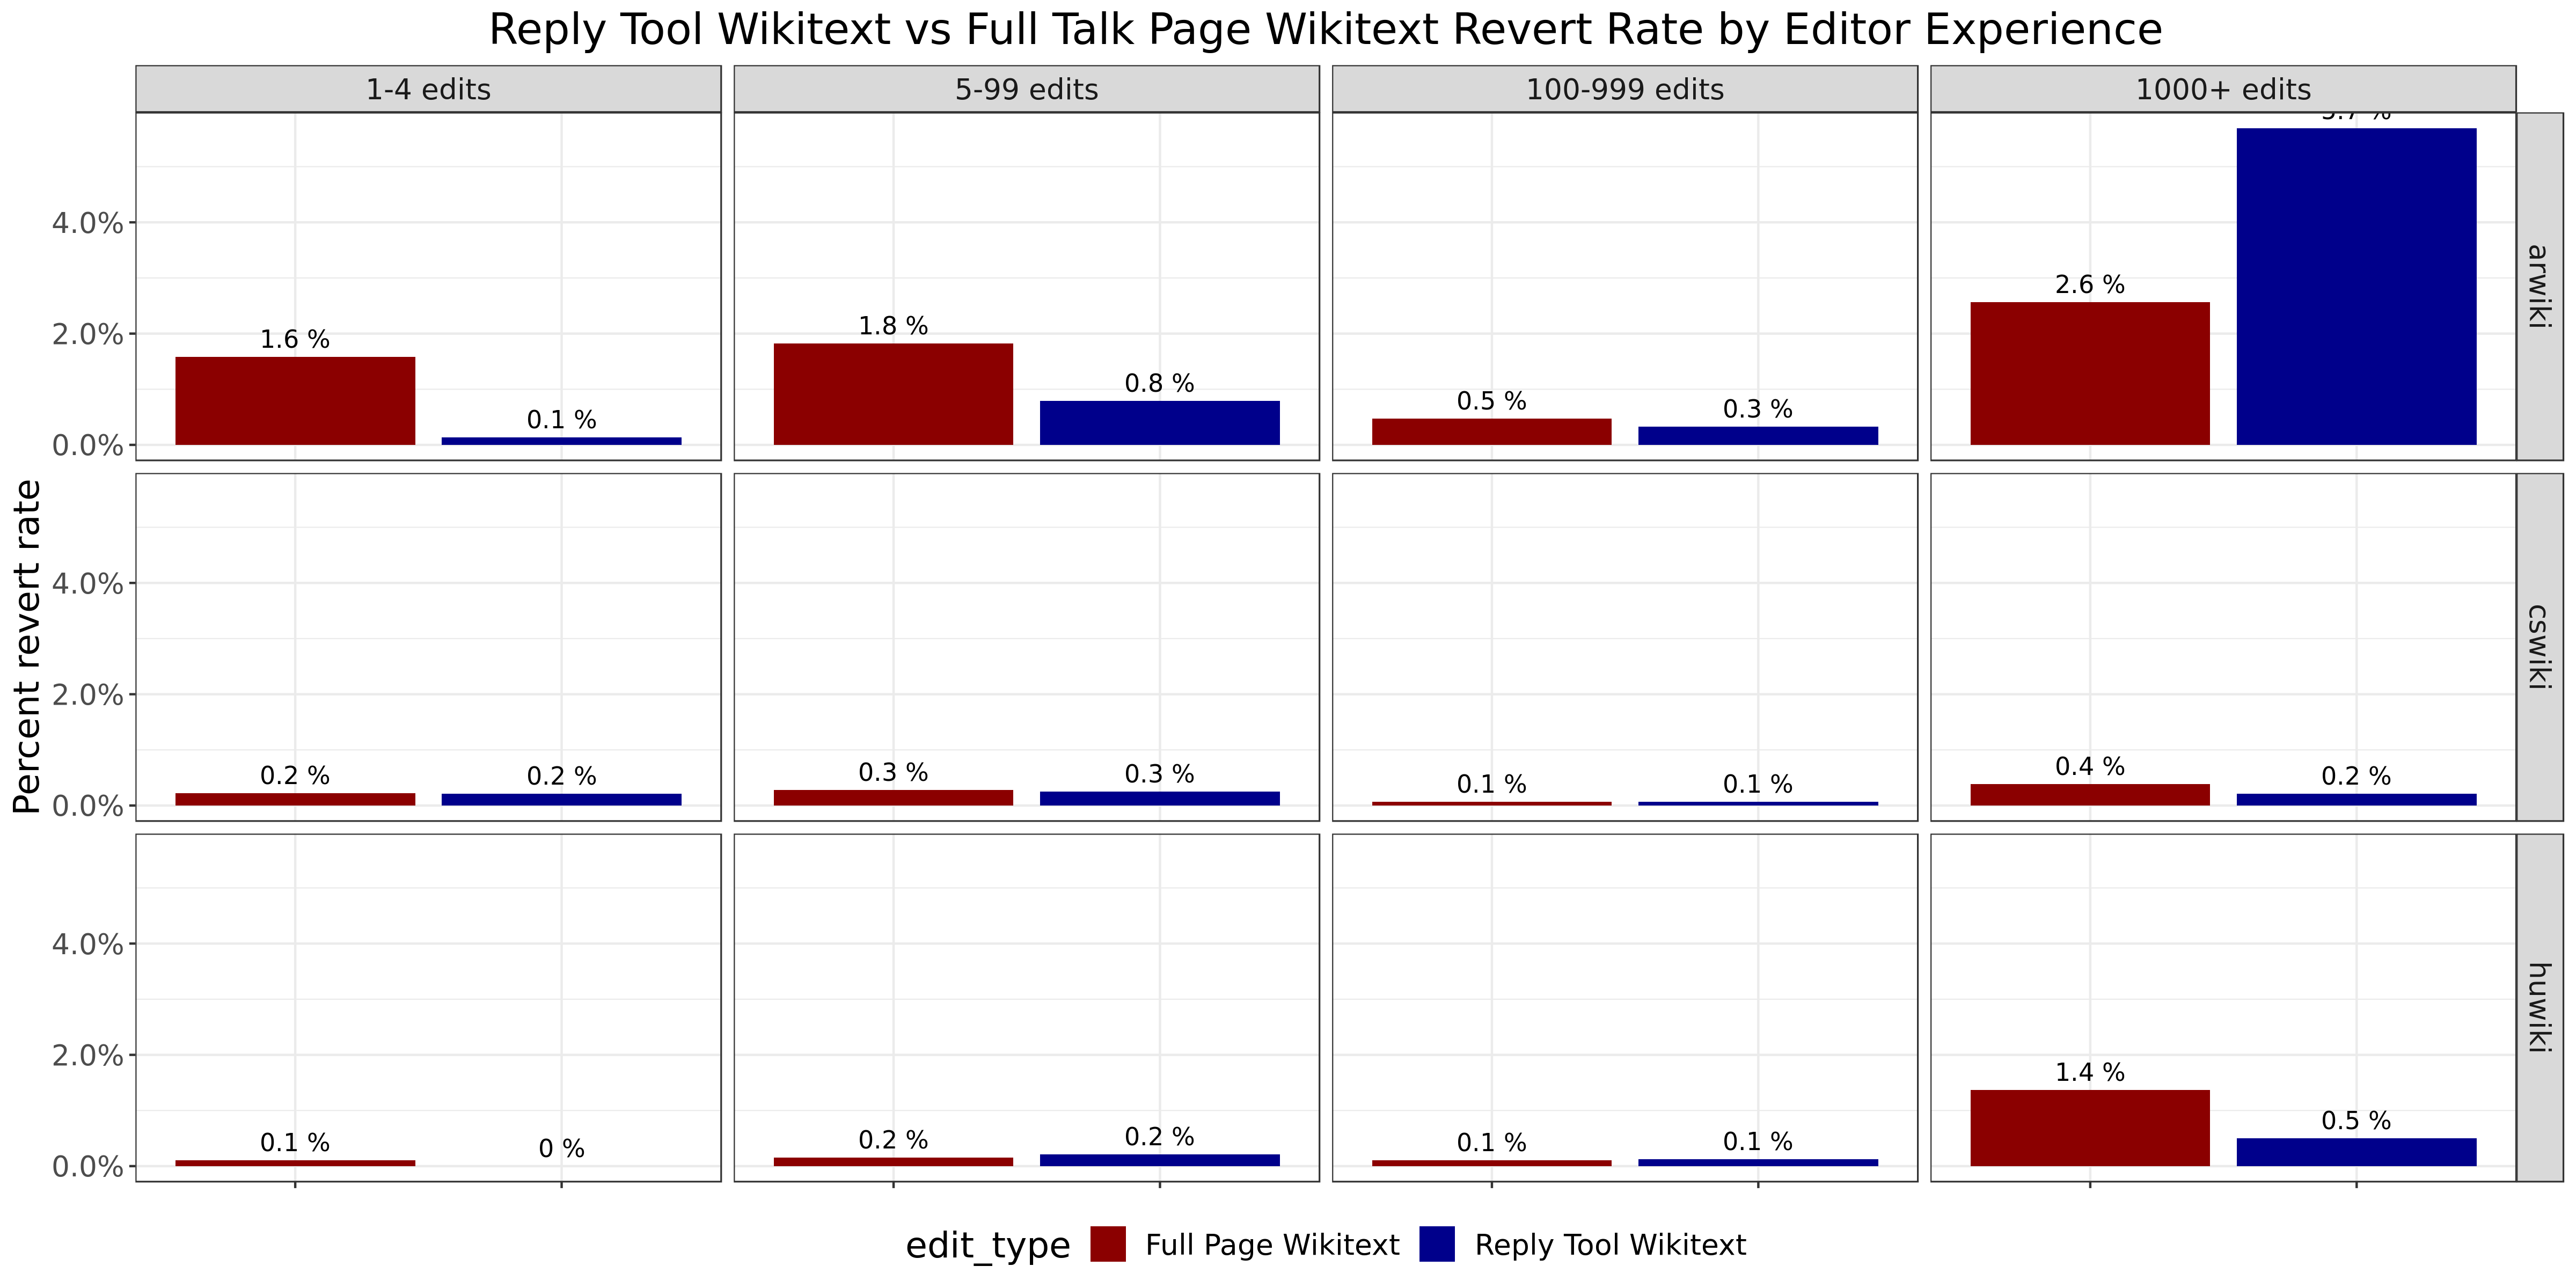 Reply Tool Wikitext vs Full Talk Page Wikitext Revert Rate by Editor Experience
1-4 edits
5-99 edits
100-999 edits
1000+ edits
Percent revert rate
4.0%
2.0%
0.0%
1.6 %
0.1 %
1.8 %
0.8 %
0.5 %
0.3 %
2.6 %
5.7 %
arwiki
4.0%
2.0%
0.0%
0.2 %
0.2 %
0.3 %
0.3 %
0.1 %
0.1 %
0.4 %
0.2 %
cswiki
4.0%
2.0%
0.0%
0.1 %
0 %
0.2 %
0.2 %
0.1 %
0.1 %
1.4 %
0.5 %
huwiki
edit_type
Full Page Wikitext
Reply Tool Wikitext